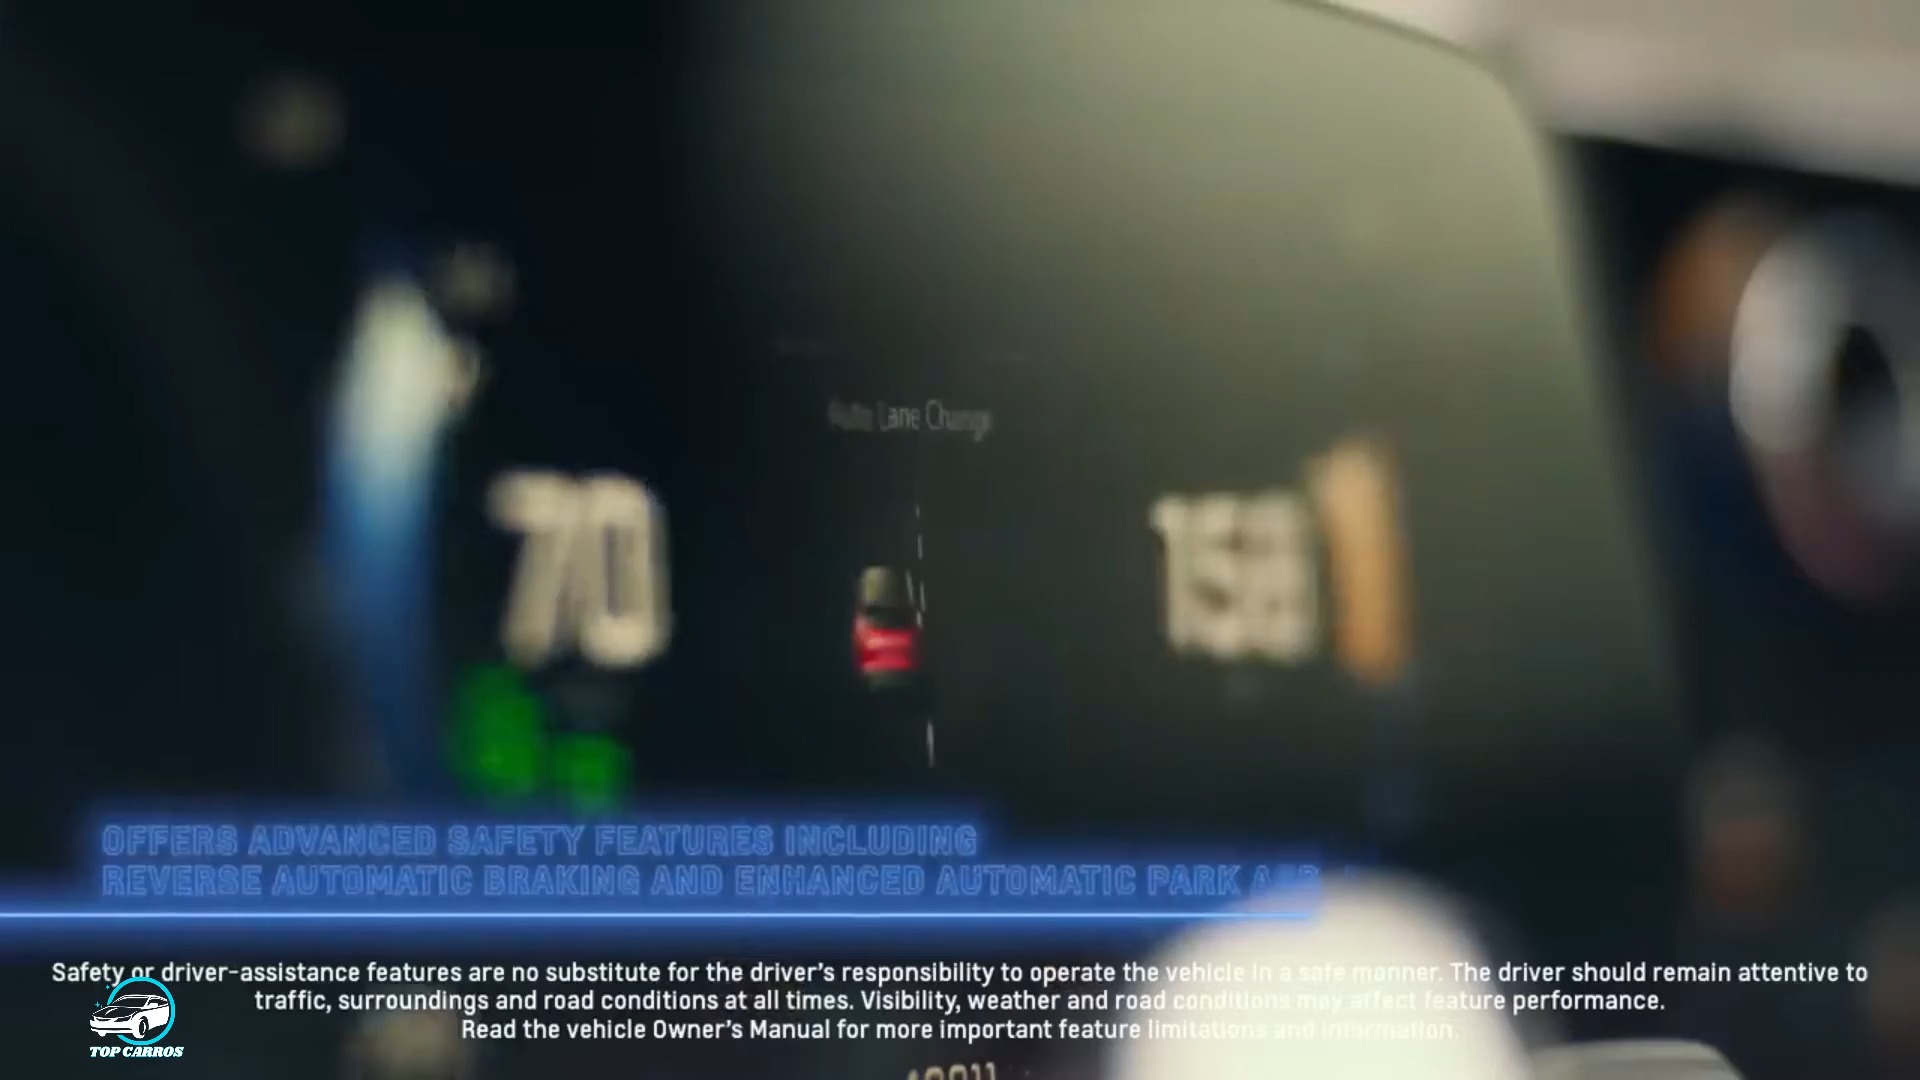 Auto Lane Change
70
OFFERS ADVANCED SAFETY FEATURES INCLUDING
REVERSE AUTOMATIC BRAKING AND ENHANCED AUTOMATIC PARK
Safety or driver-assistance features are no substitute for the driver's responsibility to operate the vehicle in a safe manner. The driver should remain attentive to
traffic, surroundings and road conditions at all times. Visibility, weather and road conditions may affect feature performance.
Read the vehicle Owner's Manual for more important feature limitations and information.
TOP CARROS